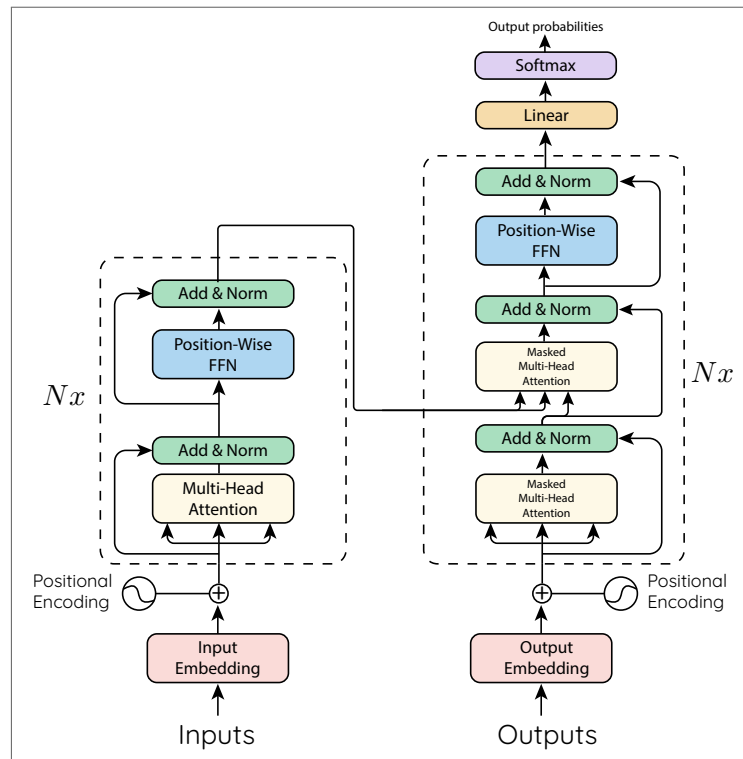 Output probabilities
Softmax
Linear
Add & Norm
Position-Wise
FFN
Add & Norm
Masked
Multi-Head
Attention
Nx
Add & Norm
Masked
Multi-Head
Attention
Add & Norm
Position-Wise
FFN
Nx
Add & Norm
Multi-Head
Attention
Positional
Encoding
Positional
Encoding
Input
Embedding
Output
Embedding
Inputs
Outputs